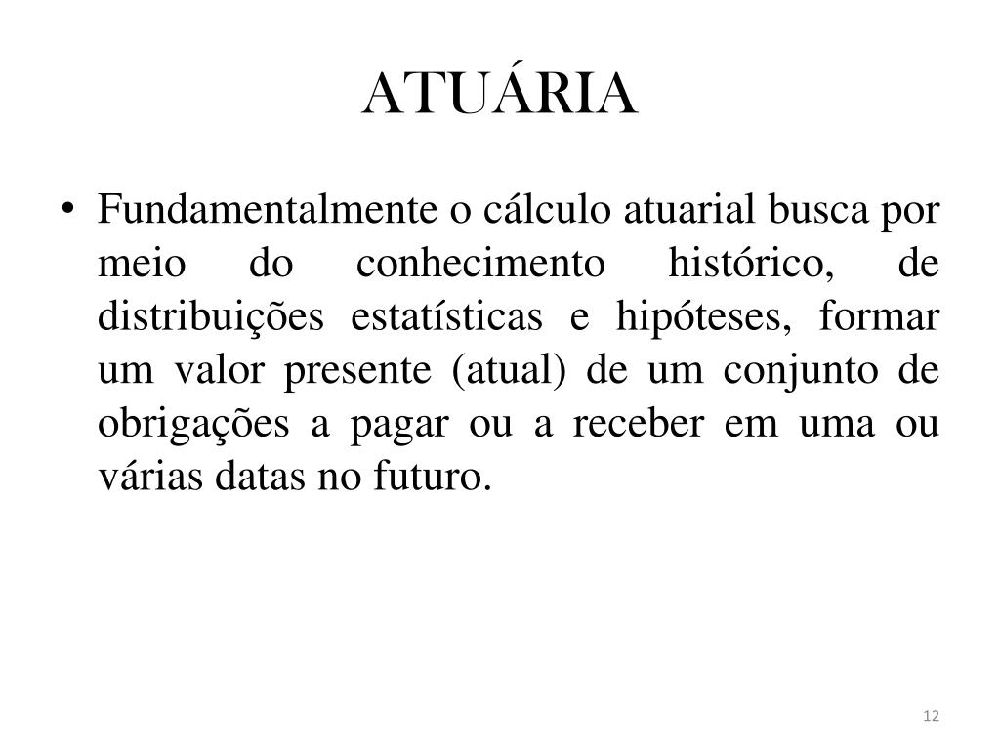 ATUÁRIA
• Fundamentalmente o cálculo atuarial busca por
meio do conhecimento histórico, de
distribuições estatísticas e hipóteses, formar
um valor presente (atual) de um conjunto de
obrigações a pagar ou a receber em uma ou
várias datas no futuro.
12